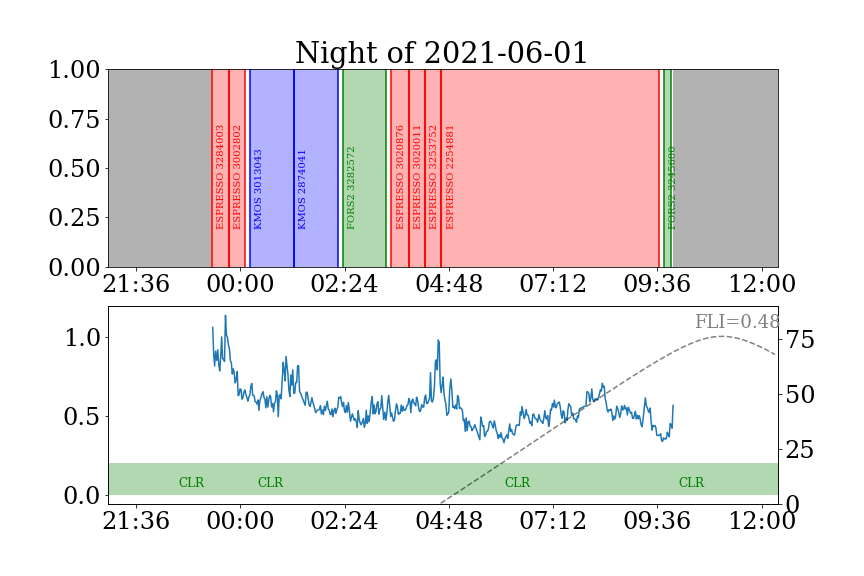 Night of 2021-06-01
1.00
0.75
0.50
0.25
0.00
ESPRESSO 3284003
ESPRESSO 3002802
KMOS 3013043
KMOS 2874041
FORS2 3282572
ESPRESSO 3020876
ESPRESSO 3020011
ESPRESSO 3253752
ESPRESSO 2254881
FORS2 3245600
21:36 00:00 02:24 04:48 07:12 09:36 12:00
FLI=0.48
1.0
0.5
0.0
75
50
25
0
CLR CLR CLR CLR
21:36 00:00 02:24 04:48 07:12 09:36 12:00